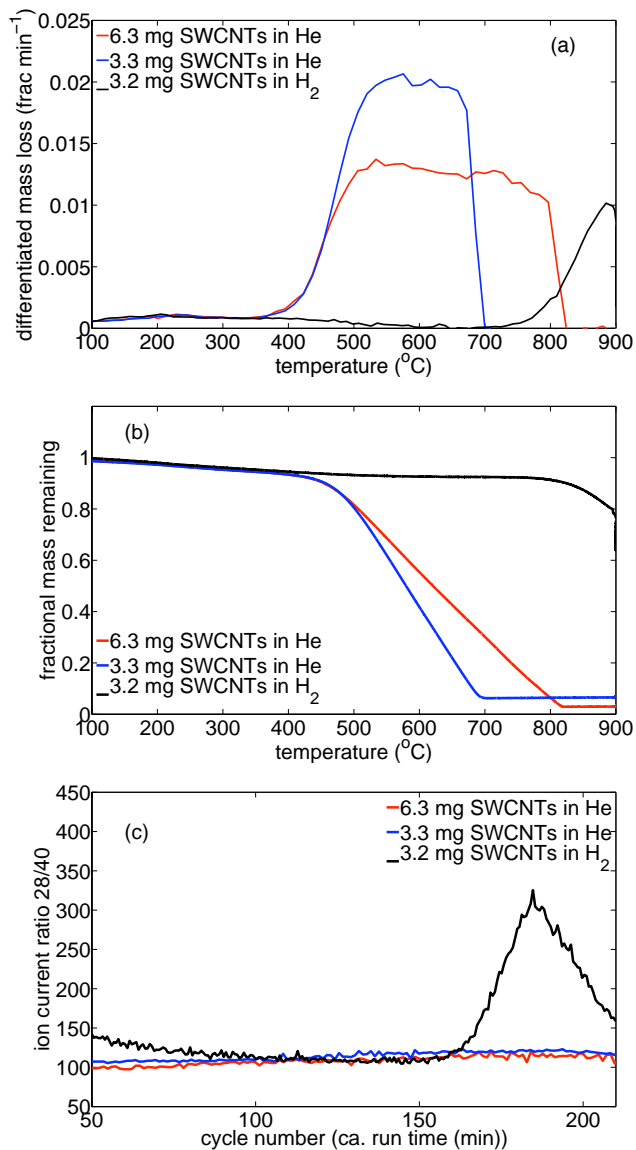 0.025
0.02
0.015
0.01
0.005
0
differentiated mass loss (frac min⁻¹)
6.3 mg SWCNTs in He
3.3 mg SWCNTs in He
3.2 mg SWCNTs in H₂
(a)
100 200 300 400 500 600 700 800 900
temperature (°C)
1
0.8
0.6
0.4
0.2
0
fractional mass remaining
(b)
6.3 mg SWCNTs in He
3.3 mg SWCNTs in He
3.2 mg SWCNTs in H₂
100 200 300 400 500 600 700 800 900
temperature (°C)
450
400
350
300
250
200
150
100
50
ion current ratio 28/40
(c)
6.3 mg SWCNTs in He
3.3 mg SWCNTs in He
3.2 mg SWCNTs in H₂
50 100 150 200
cycle number (ca. run time (min))